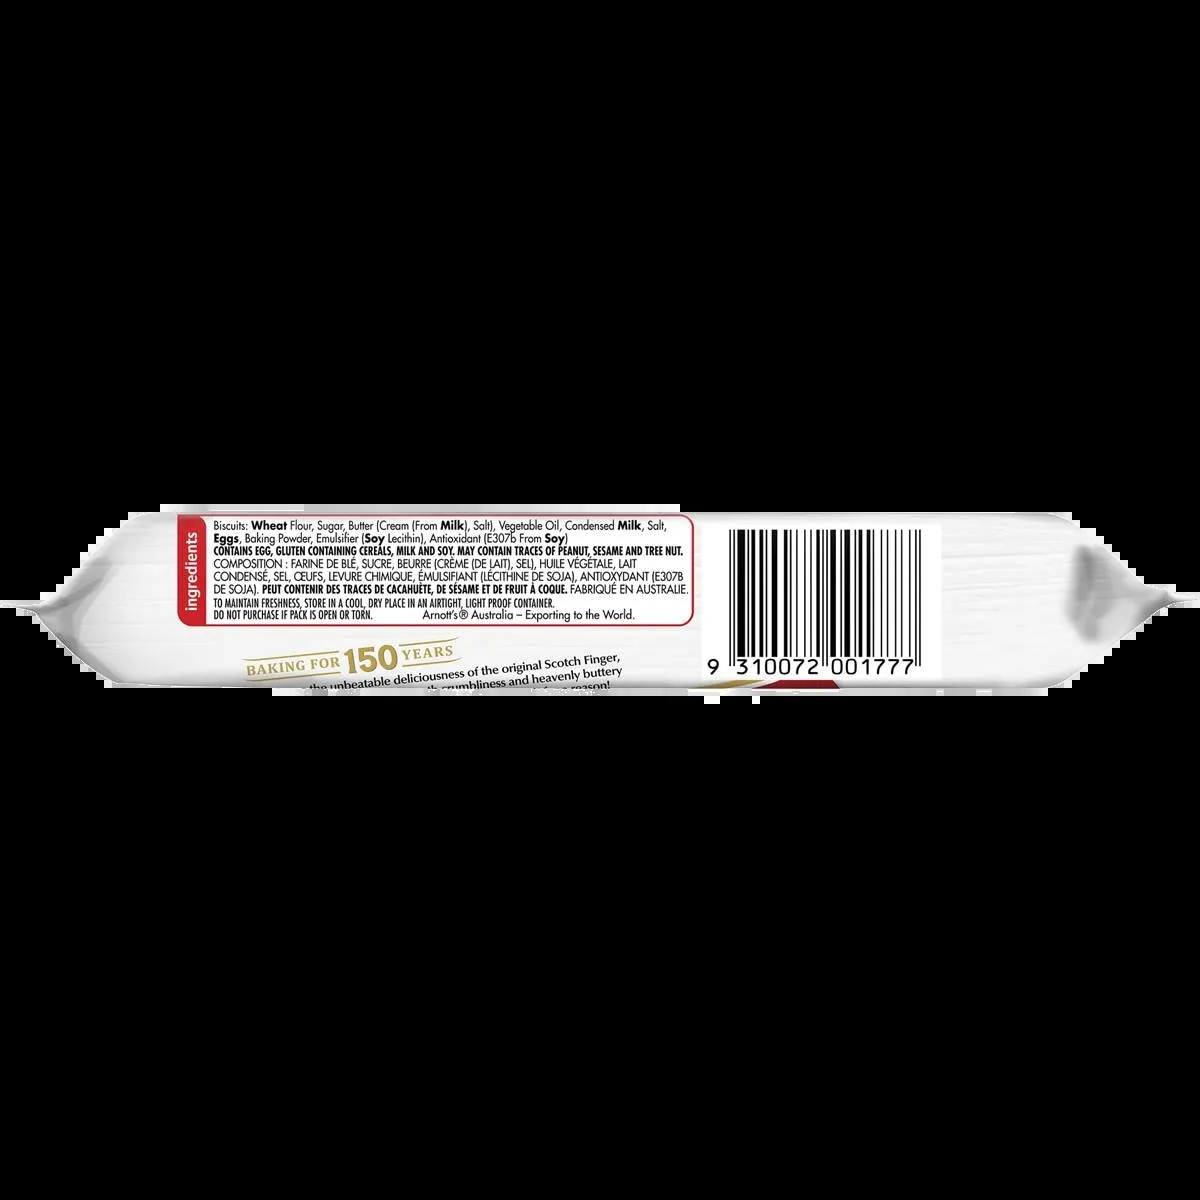 ingredients
Biscuits: Wheat Flour, Sugar, Butter (Cream (From Milk), Salt), Vegetable Oil, Condensed Milk, Salt,
Eggs, Baking Powder, Emulsifier (Soy Lecithin), Antioxidant (E307b From Soy)
CONTAINS EGG, GLUTEN CONTAINING CEREALS, MILK AND SOY. MAY CONTAIN TRACES OF PEANUT, SESAME AND TREE NUT.
COMPOSITION : FARINE DE BLÉ, SUCRE, BEURRE (CRÈME (DE LAIT), SEL), HUILE VÉGÉTALE, LAIT
CONDENSÉ, SEL, ŒUFS, LEVURE CHIMIQUE, ÉMULSIFIANT (LÉCITHINE DE SOJA), ANTIOXYDANT (E307B
DE SOJA). PEUT CONTENIR DES TRACES DE CACAHUÈTE, DE SÉSAME ET DE FRUIT À COQUE. FABRIQUÉ EN AUSTRALIE.
TO MAINTAIN FRESHNESS, STORE IN A COOL, DRY PLACE IN AN AIRTIGHT, LIGHT PROOF CONTAINER.
DO NOT PURCHASE IF PACK IS OPEN OR TORN. Arnott's® Australia – Exporting to the World.
BAKING FOR 150 YEARS
of the original Scotch Finger,
the unbeatable deliciousness
crumbliness and heavenly buttery
reason!
9 310072 001777